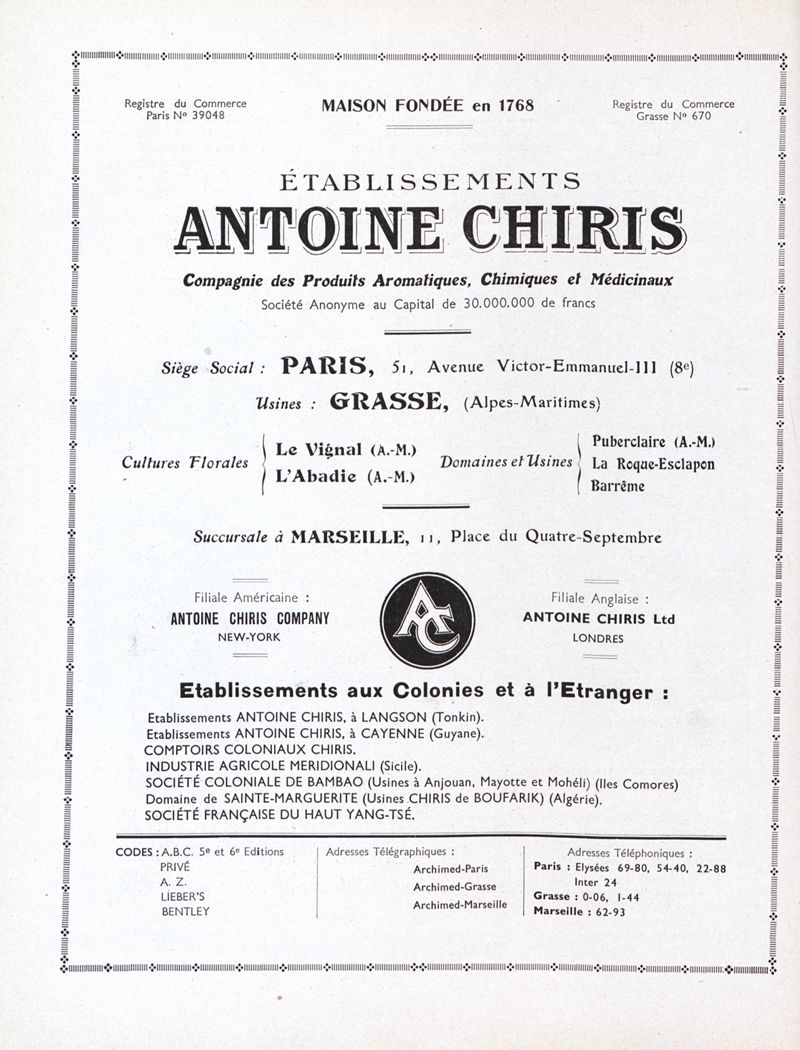 Registre du Commerce
Paris Nº 39048
MAISON FONDÉE en 1768
Registre du Commerce
Grasse Nº 670
ÉTABLISSEMENTS
ANTOINE CHIRIS
Compagnie des Produits Aromatiques, Chimiques et Médicinaux
Société Anonyme au Capital de 30.000.000 de francs
Siège Social : PARIS, 51, Avenue Victor-Emmanuel-III (8e)
Usines : GRASSE, (Alpes-Maritimes)
Cultures Florales
Le Vignal (A.-M.)
L'Abadie (A.-M.)
Domaines et Usines
Puberclaire (A.-M.)
La Roque-Esclapon
Barrême
Succursale à MARSEILLE, 11, Place du Quatre-Septembre
Filiale Américaine :
ANTOINE CHIRIS COMPANY
NEW-YORK
AC
Filiale Anglaise :
ANTOINE CHIRIS Ltd
LONDRES
Etablissements aux Colonies et à l'Etranger :
Etablissements ANTOINE CHIRIS, à LANGSON (Tonkin).
Etablissements ANTOINE CHIRIS, à CAYENNE (Guyane).
COMPTOIRS COLONIAUX CHIRIS.
INDUSTRIE AGRICOLE MERIDIONALI (Sicile).
SOCIÉTÉ COLONIALE DE BAMBAO (Usines à Anjouan, Mayotte et Mohéli) (Iles Comores)
Domaine de SAINTE-MARGUERITE (Usines CHIRIS de BOUFARIK) (Algérie).
SOCIÉTÉ FRANÇAISE DU HAUT YANG-TSÉ.
CODES : A.B.C. 5e et 6e Editions
PRIVÉ
A. Z.
LIEBER'S
BENTLEY
Adresses Télégraphiques :
Archimed-Paris
Archimed-Grasse
Archimed-Marseille
Adresses Téléphoniques :
Paris : Elysées 69-80, 54-40, 22-88
Inter 24
Grasse : 0-06, 1-44
Marseille : 62-93